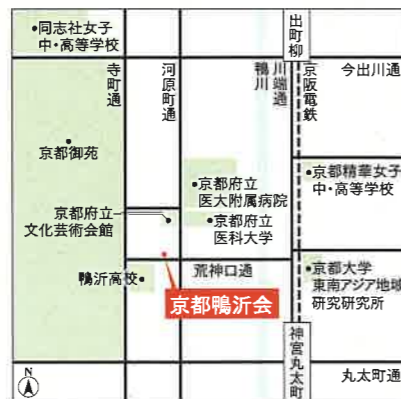 同志社女子
中・高等学校
出町柳
寺町通
河原町通
鴨川
川端通
京阪電鉄
今出川通
京都御苑
京都府立
医大附属病院
京都精華女子
中・高等学校
京都府立
文化芸術会館
京都府立
医科大学
鴨沂高校
荒神口通
京都大学
東南アジア地域
研究研究所
京都鴨沂会
神宮丸太町
丸太町通
N